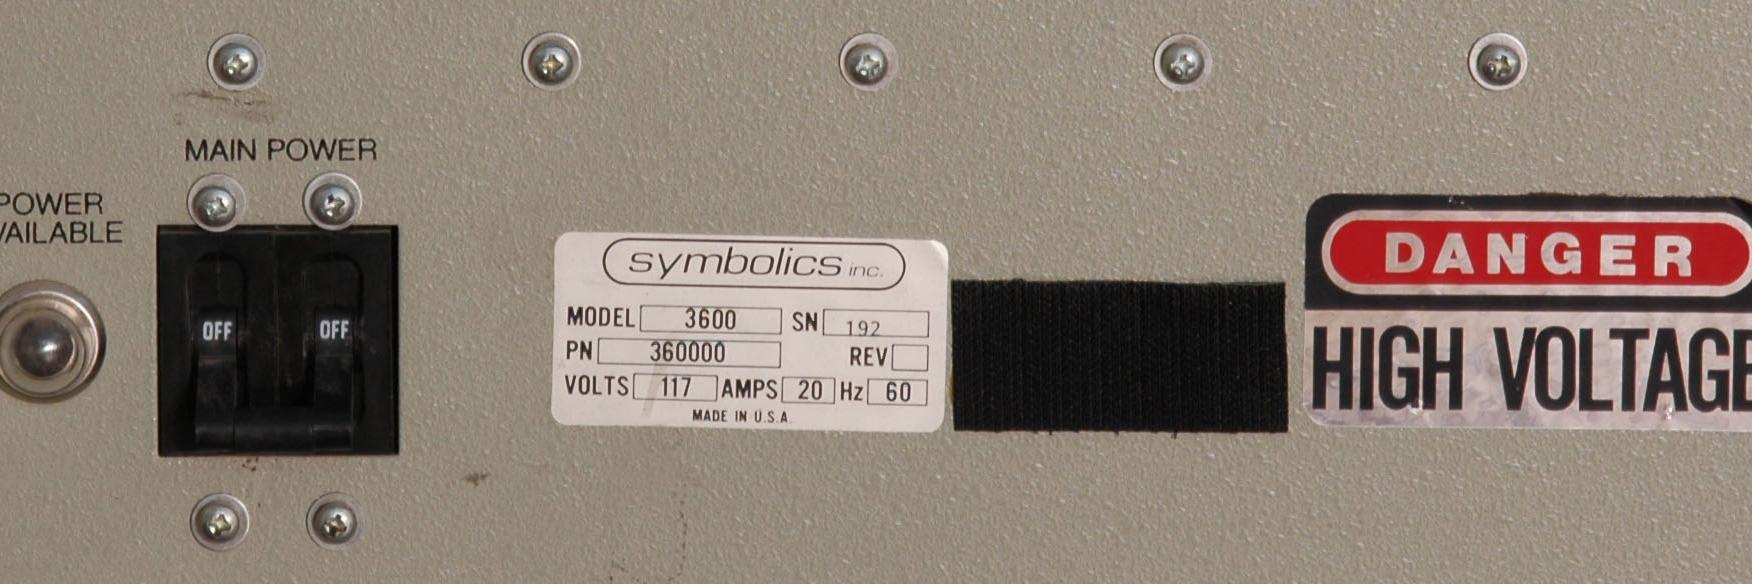 MAIN POWER
POWER
AVAILABLE
OFF OFF
symbolics inc.
MODEL 3600 SN 192
PN 360000 REV
VOLTS 117 AMPS 20 Hz 60
MADE IN U.S.A.
DANGER
HIGH VOLTAGE